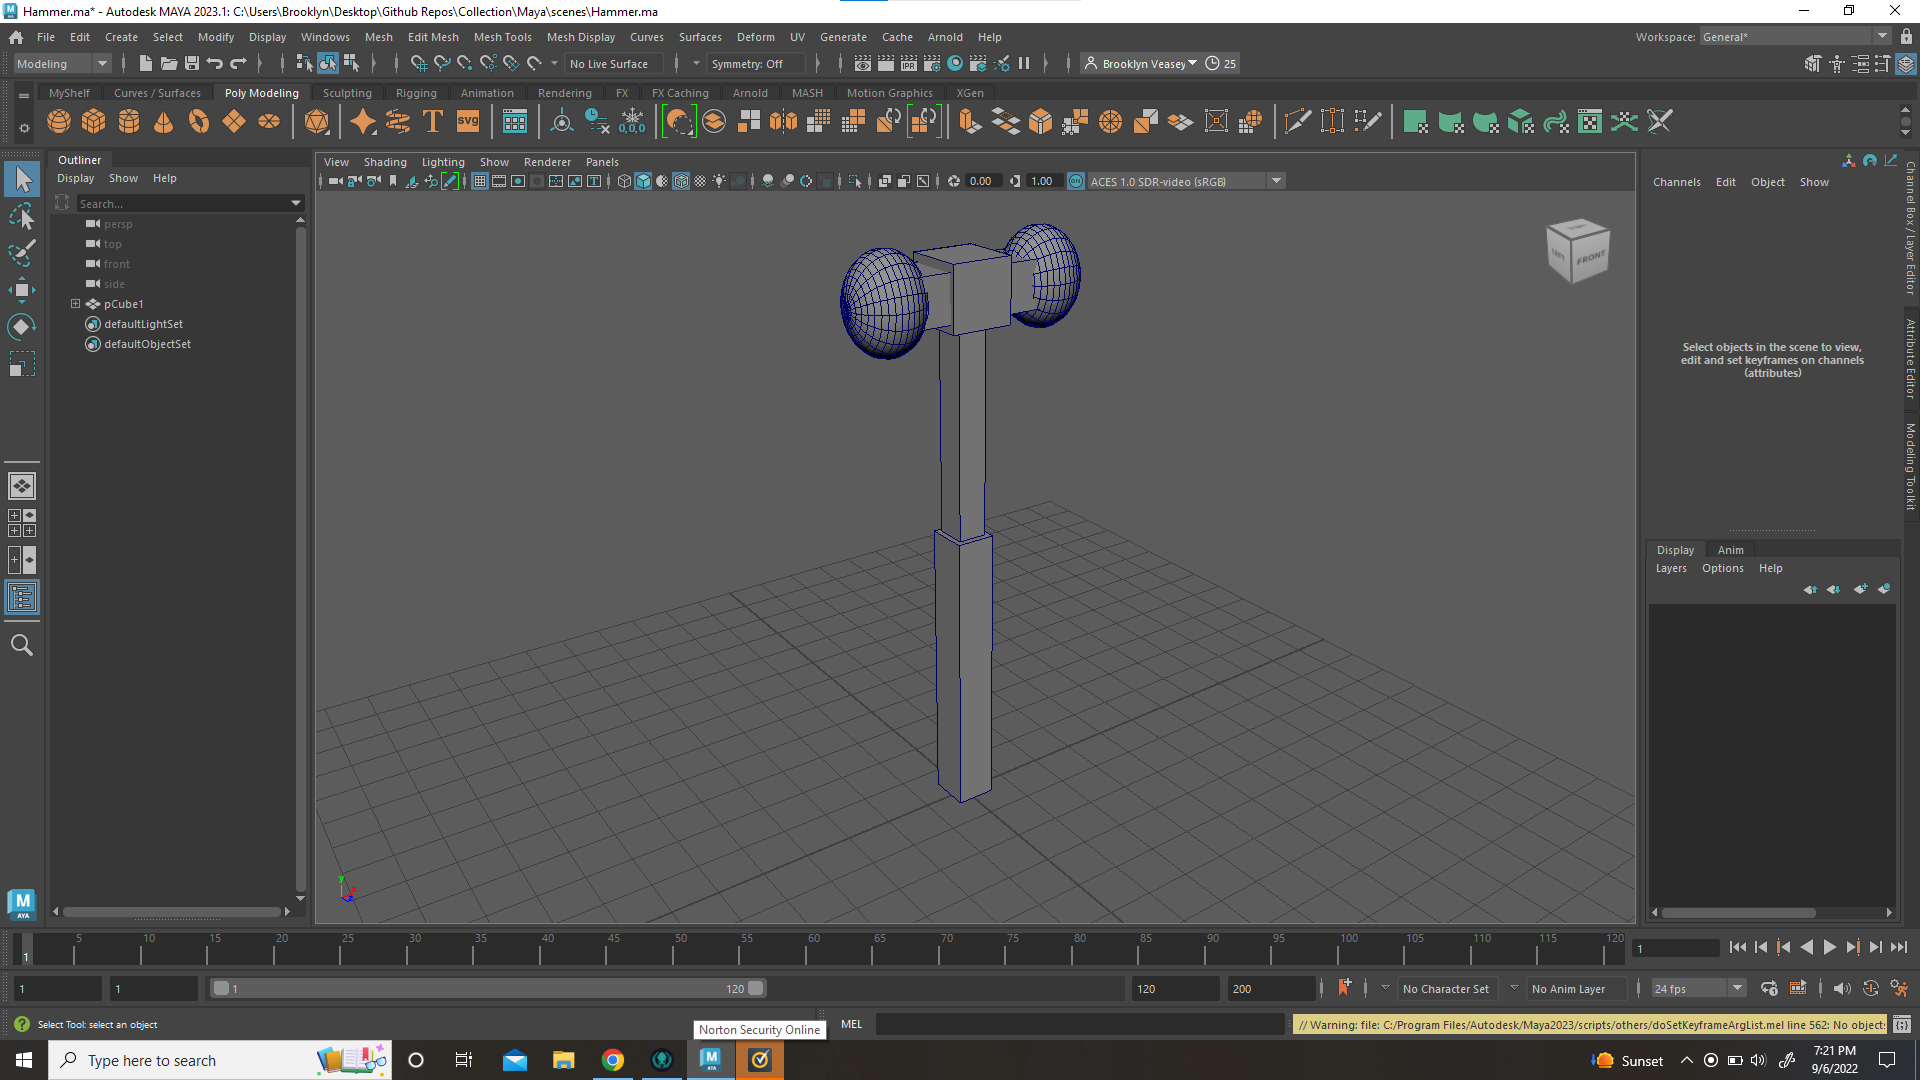 Hammer.ma* - Autodesk MAYA 2023.1: C:\Users\Brooklyn\Desktop\Github Repos\Collection\Maya\scenes\Hammer.ma
File Edit Create Select Modify Display Windows Mesh Edit Mesh Mesh Tools Mesh Display Curves Surfaces Deform UV Generate Cache Arnold Help
Workspace: General*
Modeling
No Live Surface
Symmetry: Off
IPR
Brooklyn Veasey
25
MyShelf Curves / Surfaces Poly Modeling Sculpting Rigging Animation Rendering FX FX Caching Arnold MASH Motion Graphics XGen
T svg 0,0,0
Outliner
Display Show Help
Search...
persp
top
front
side
pCube1
defaultLightSet
defaultObjectSet
View Shading Lighting Show Renderer Panels
0.00 1.00 ON ACES 1.0 SDR-video (sRGB)
LEFT FRONT
y
z
Channels Edit Object Show
Select objects in the scene to view,
edit and set keyframes on channels
(attributes)
Channel Box / Layer Editor
Attribute Editor
Modeling Toolkit
Display Anim
Layers Options Help
M
AYA
5 10 15 20 25 30 35 40 45 50 55 60 65 70 75 80 85 90 95 100 105 110 115 120
1
1
1 1 1 120 120 200 No Character Set No Anim Layer 24 fps
Select Tool: select an object
MEL
// Warning: file: C:/Program Files/Autodesk/Maya2023/scripts/others/doSetKeyframeArgList.mel line 562: No object
Norton Security Online
Type here to search
M
AYA
Sunset
7:21 PM
9/6/2022